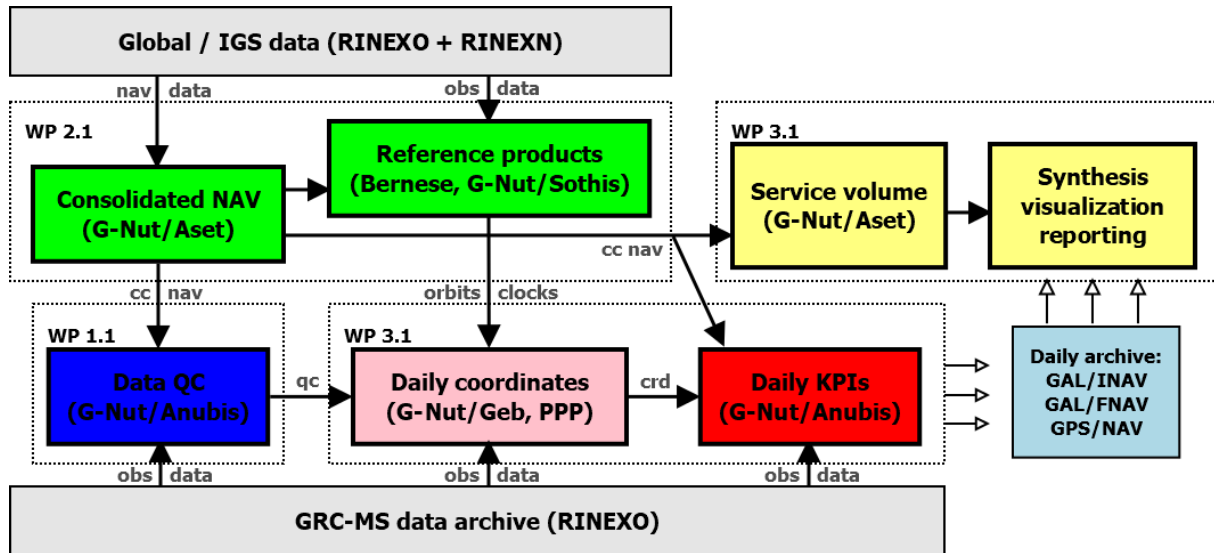 Global / IGS data (RINEXO + RINEXN)
nav data
obs data
WP 2.1
Consolidated NAV
(G-Nut/Aset)
Reference products
(Bernese, G-Nut/Sothis)
WP 3.1
Service volume
(G-Nut/Aset)
Synthesis
visualization
reporting
cc nav
cc nav
orbits clocks
WP 1.1
Data QC
(G-Nut/Anubis)
qc
WP 3.1
Daily coordinates
(G-Nut/Geb, PPP)
crd
Daily KPIs
(G-Nut/Anubis)
Daily archive:
GAL/INAV
GAL/FNAV
GPS/NAV
obs data
obs data
obs data
GRC-MS data archive (RINEXO)